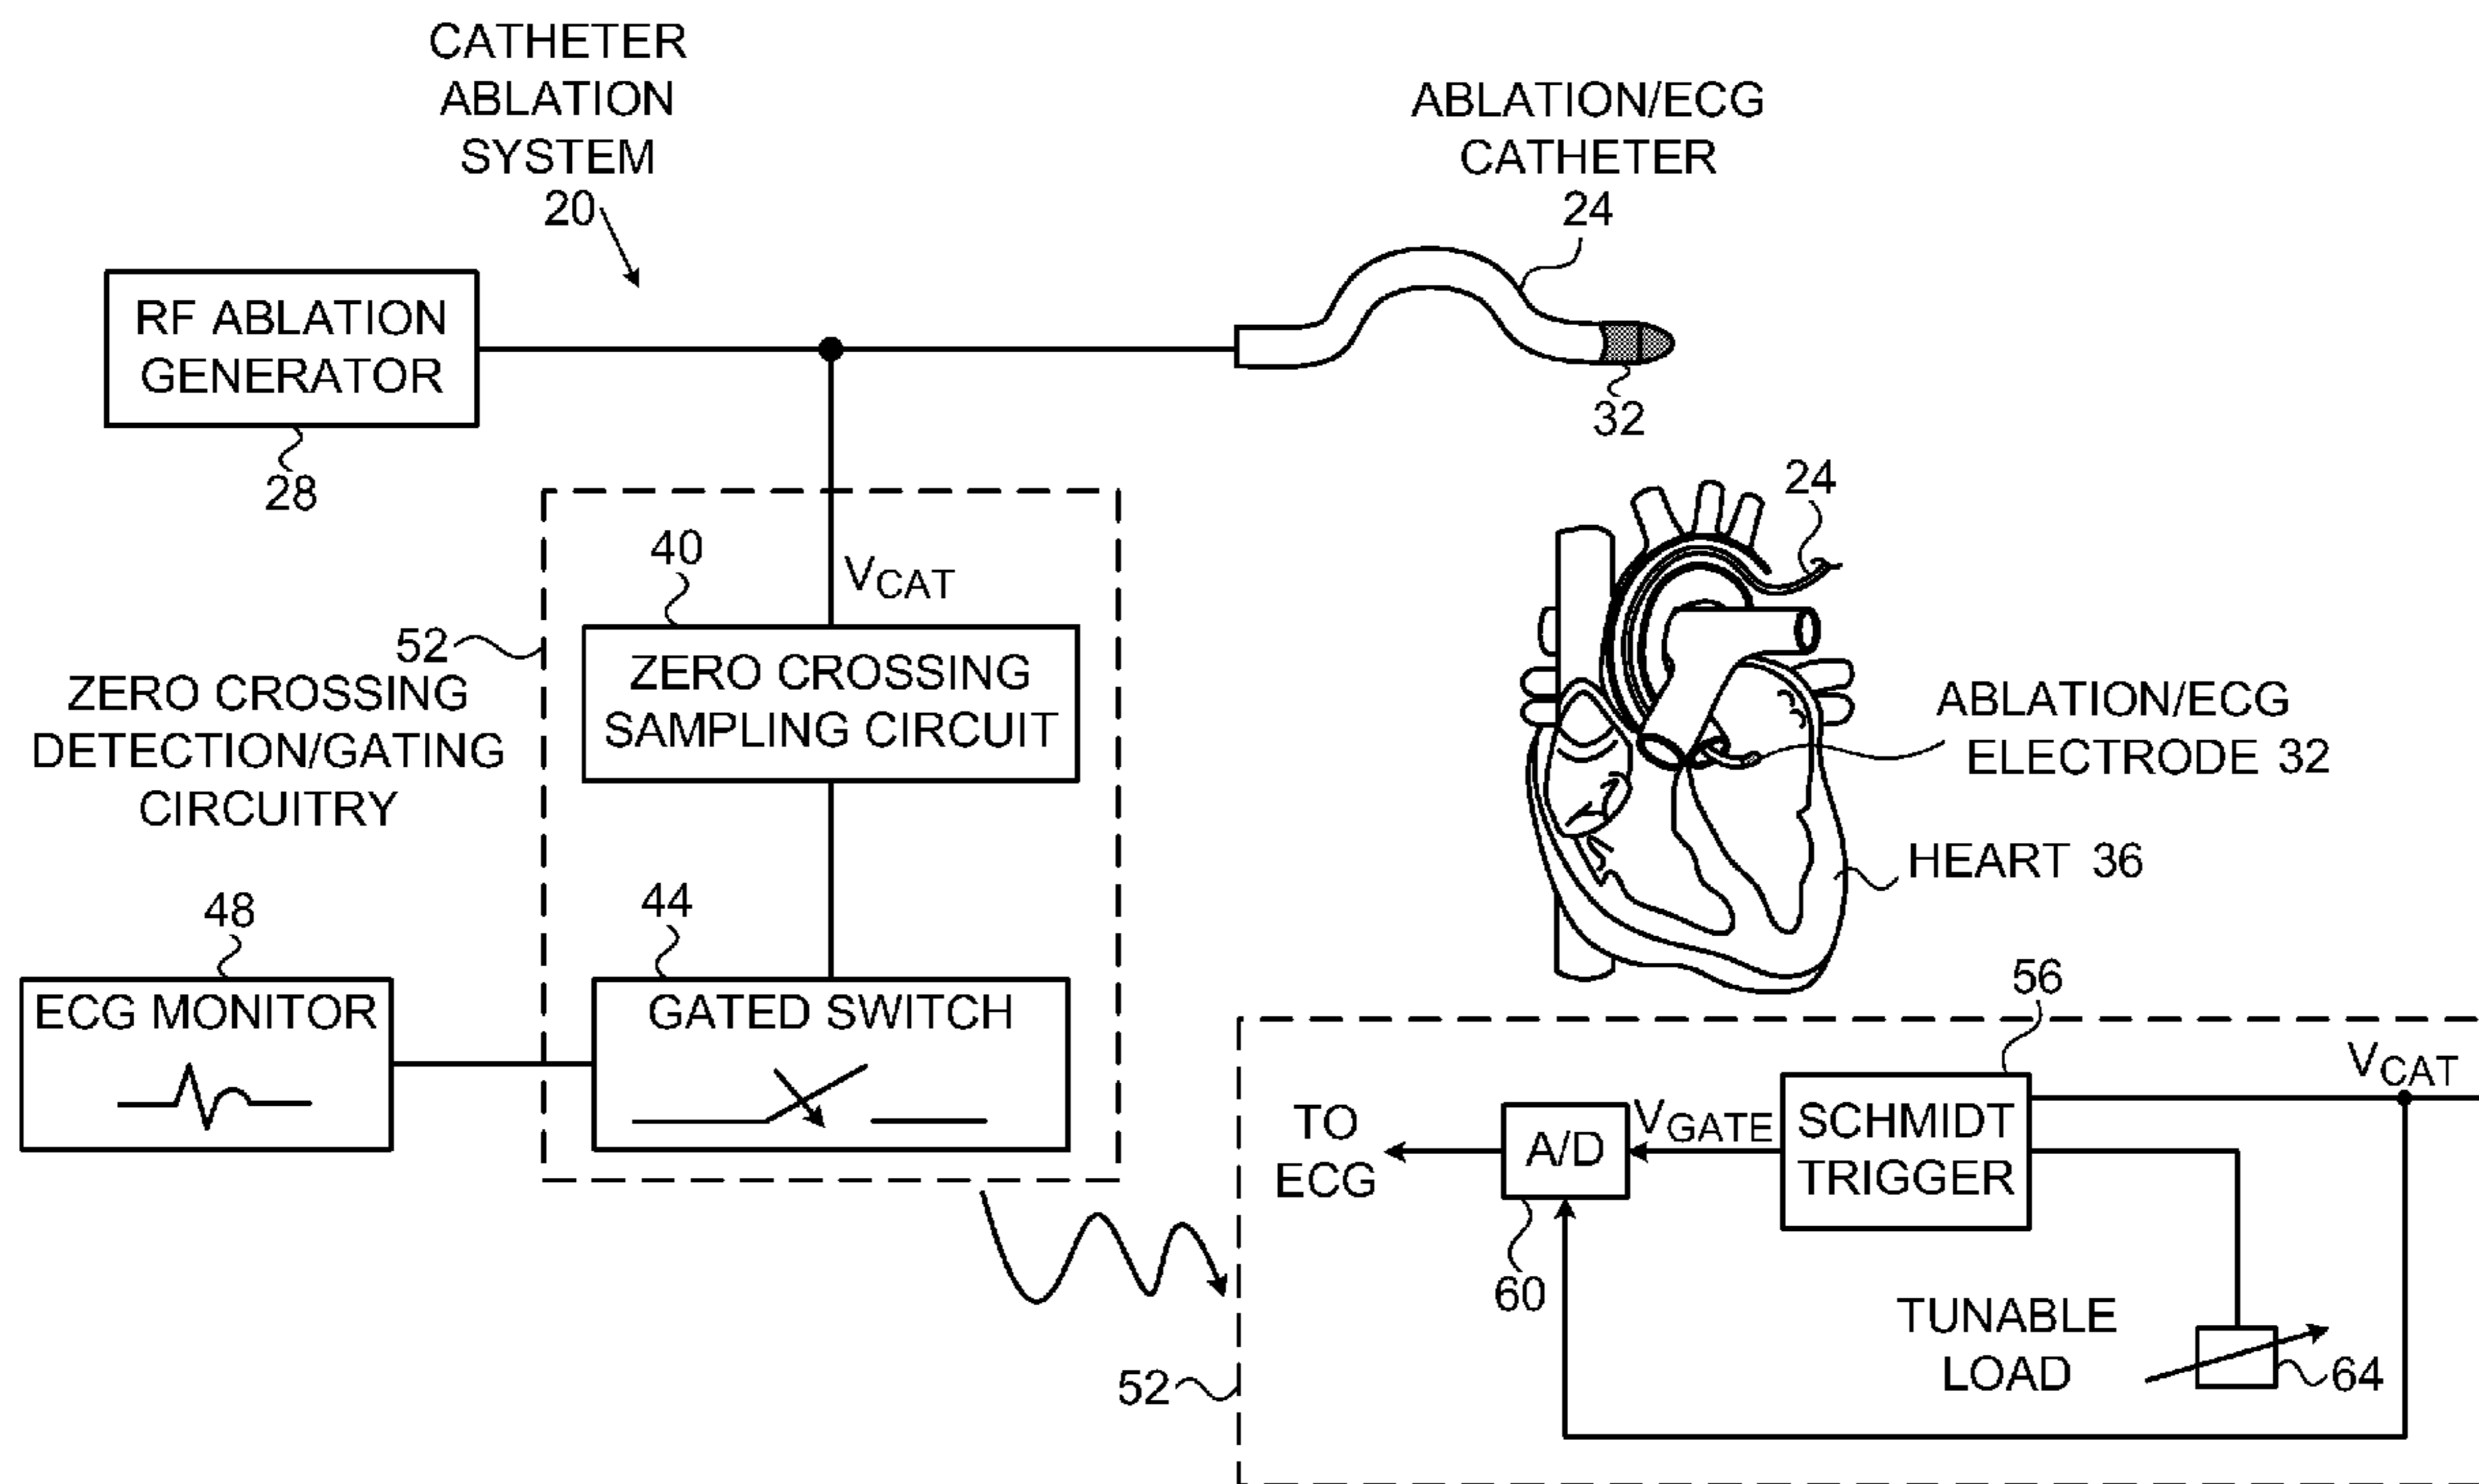 CATHETER
ABLATION
SYSTEM
20
ABLATION/ECG
CATHETER
24
RF ABLATION
GENERATOR
28
32
24
40
VCAT
52
ZERO CROSSING
SAMPLING CIRCUIT
ZERO CROSSING
DETECTION/GATING
CIRCUITRY
ABLATION/ECG
ELECTRODE 32
HEART 36
48
44
ECG MONITOR
GATED SWITCH
56
VCAT
TO
ECG
A/D
VGATE
SCHMIDT
TRIGGER
60
TUNABLE
LOAD
64
52